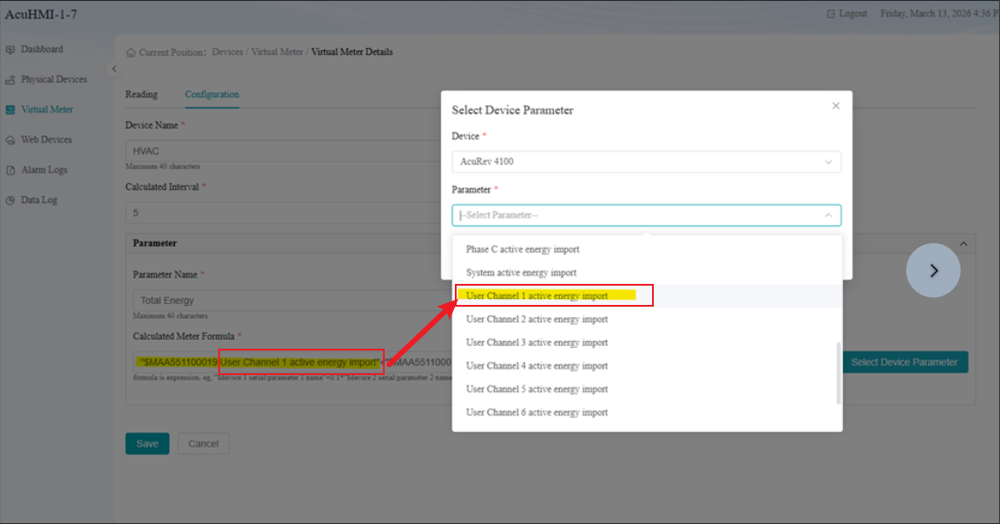 AcuHMI-1-7
Logout Friday, March 13, 2026 4:36 P
Dashboard
Physical Devices
Virtual Meter
Web Devices
Alarm Logs
Data Log
Current Position: Devices / Virtual Meter / Virtual Meter Details
Reading Configuration
Device Name *
HVAC
Maximum 40 characters
Calculated Interval *
5
Parameter
Parameter Name *
Total Energy
Maximum 40 characters
Calculated Meter Formula *
"$MAA551100019 User Channel 1 active energy import"+"$MAA5511000
formula is expression. eg, "$device 1 serial parameter 1 name"+0.1*"$device 2 serial parameter 2 name
Select Device Parameter
Save Cancel
Select Device Parameter
Device *
AcuRev 4100
Parameter *
--Select Parameter--
Phase C active energy import
System active energy import
User Channel 1 active energy import
User Channel 2 active energy import
User Channel 3 active energy import
User Channel 4 active energy import
User Channel 5 active energy import
User Channel 6 active energy import